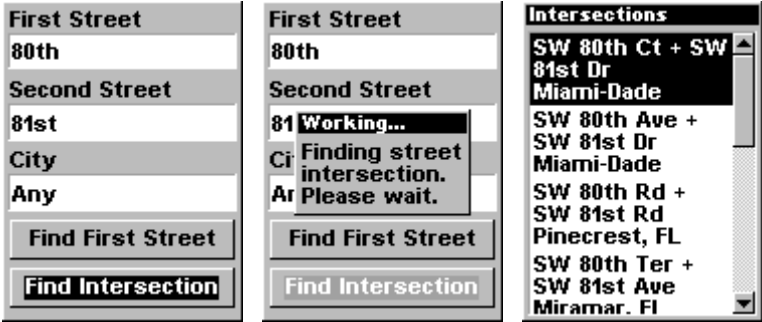 First Street
80th
Second Street
81st
City
Any
Find First Street
Find Intersection
First Street
80th
Second Street
81
Working...
Ci
Finding street
intersection.
Ar
Please wait.
Find First Street
Find Intersection
Intersections
SW 80th Ct + SW
81st Dr
Miami-Dade
SW 80th Ave +
SW 81st Dr
Miami-Dade
SW 80th Rd +
SW 81st Rd
Pinecrest, FL
SW 80th Ter +
SW 81st Ave
Miramar, FL